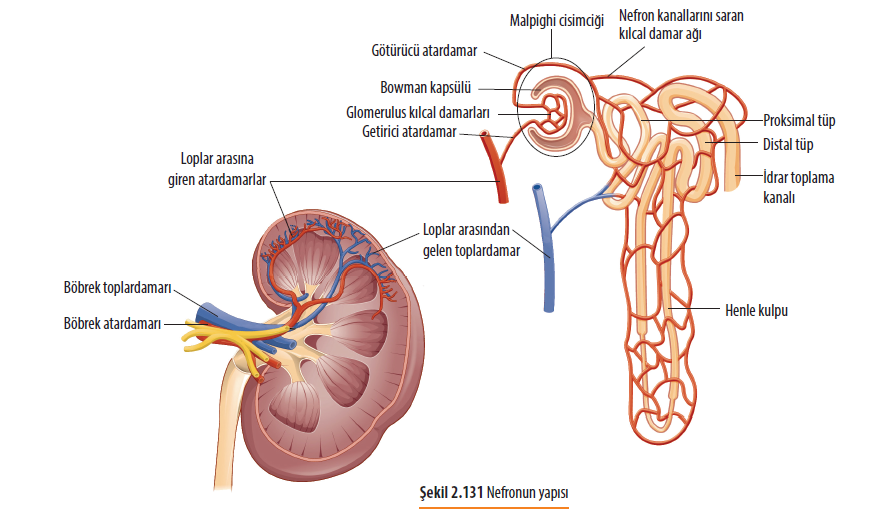 Malpighi cisimciği
Nefron kanallarını saran
kılcal damar ağı
Götürücü atardamar
Bowman kapsülü
Glomerulus kılcal damarları
Getirici atardamar
Proksimal tüp
Distal tüp
İdrar toplama
kanalı
Loplar arasına
giren atardamarlar
Loplar arasından
gelen toplardamar
Böbrek toplardamarı
Böbrek atardamarı
Henle kulpu
Şekil 2.131 Nefronun yapısı